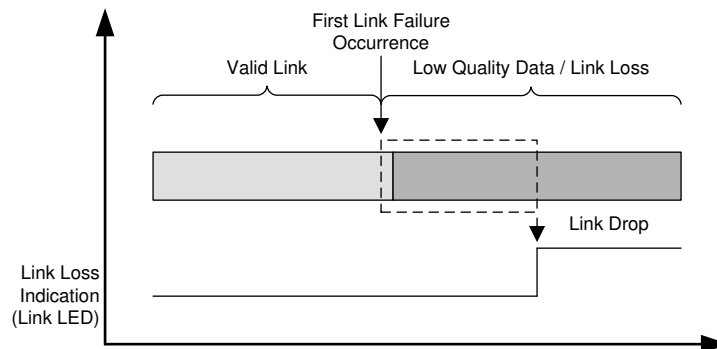 First Link Failure
Occurrence
Valid Link
Low Quality Data / Link Loss
Link Drop
Link Loss
Indication
(Link LED)